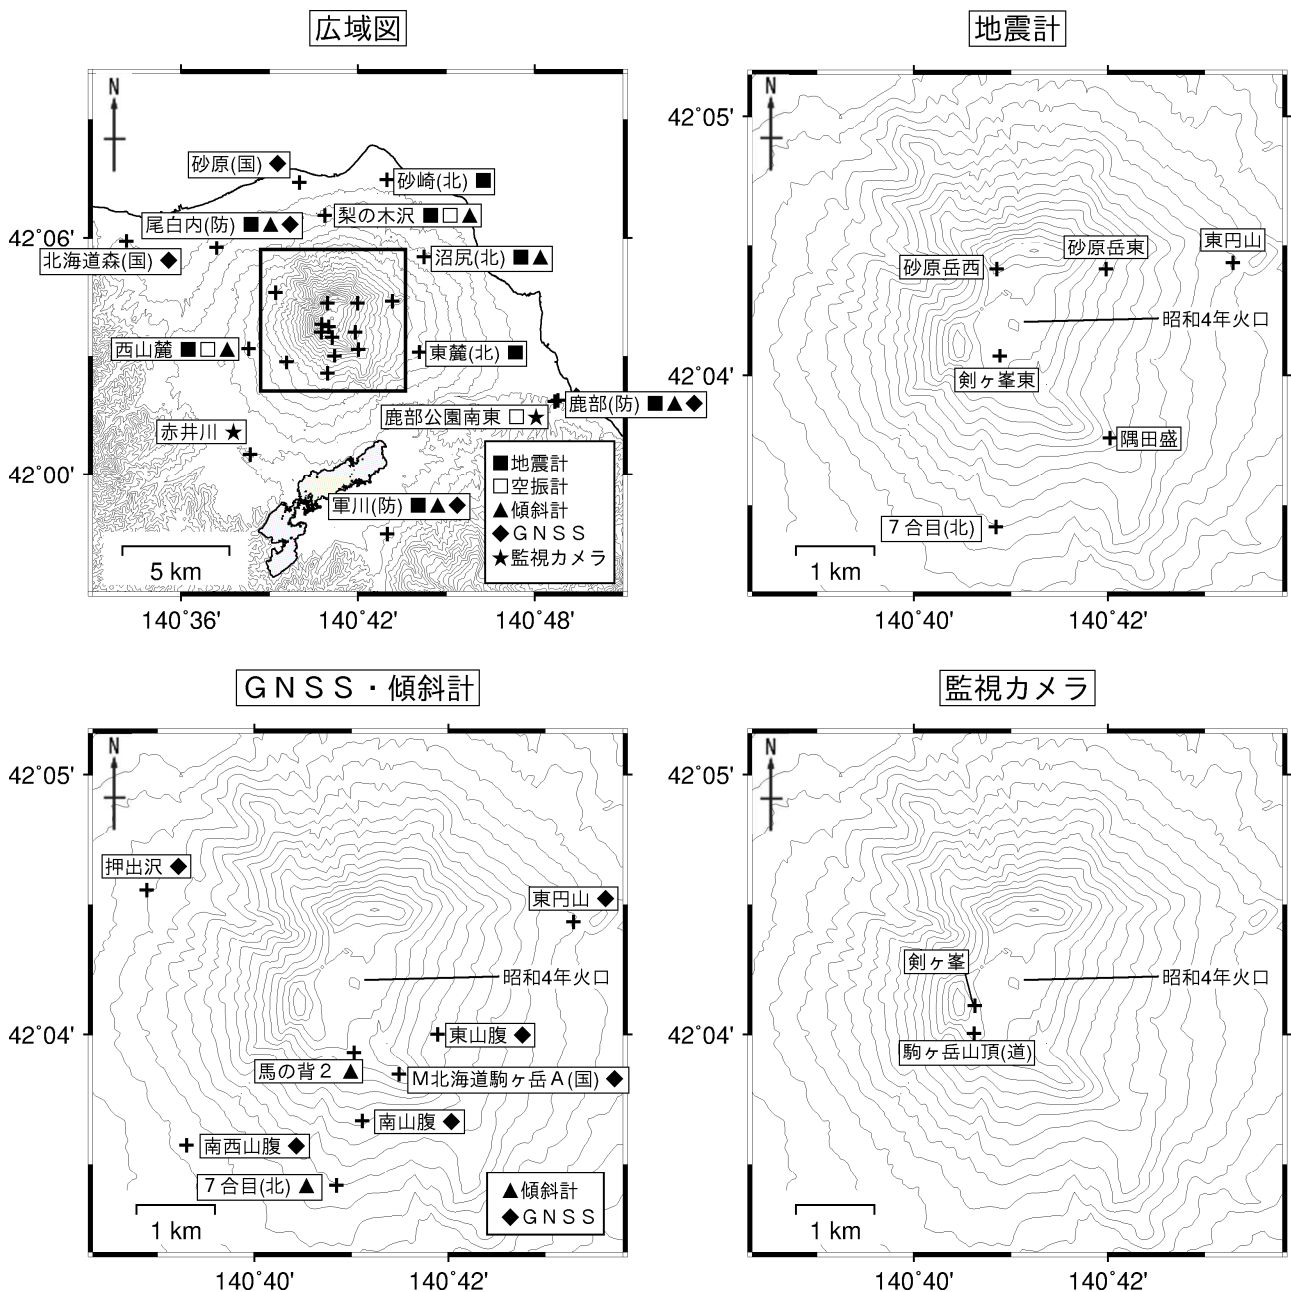 広域図
N
砂原(国) ◆
砂崎(北) ■
尾白内(防) ■▲◆
梨の木沢 ■□▲
42˚06'
北海道森(国) ◆
沼尻(北) ■▲
西山麓 ■□▲
東麓(北) ■
鹿部(防) ■▲◆
鹿部公園南東 □★
赤井川 ★
42˚00'
軍川(防) ■▲◆
■地震計
□空振計
▲傾斜計
◆ＧＮＳＳ
★監視カメラ
5 km
140˚36'
140˚42'
140˚48'
地震計
N
42˚05'
砂原岳東
東円山
砂原岳西
昭和4年火口
42˚04'
剣ヶ峯東
隅田盛
７合目(北)
1 km
140˚40'
140˚42'
ＧＮＳＳ・傾斜計
N
42˚05'
押出沢 ◆
東円山 ◆
昭和4年火口
42˚04'
東山腹 ◆
馬の背２ ▲
Ｍ北海道駒ヶ岳Ａ(国) ◆
南山腹 ◆
南西山腹 ◆
７合目(北) ▲
▲傾斜計
◆ＧＮＳＳ
1 km
140˚40'
140˚42'
監視カメラ
N
42˚05'
剣ヶ峯
昭和4年火口
42˚04'
駒ヶ岳山頂(道)
1 km
140˚40'
140˚42'